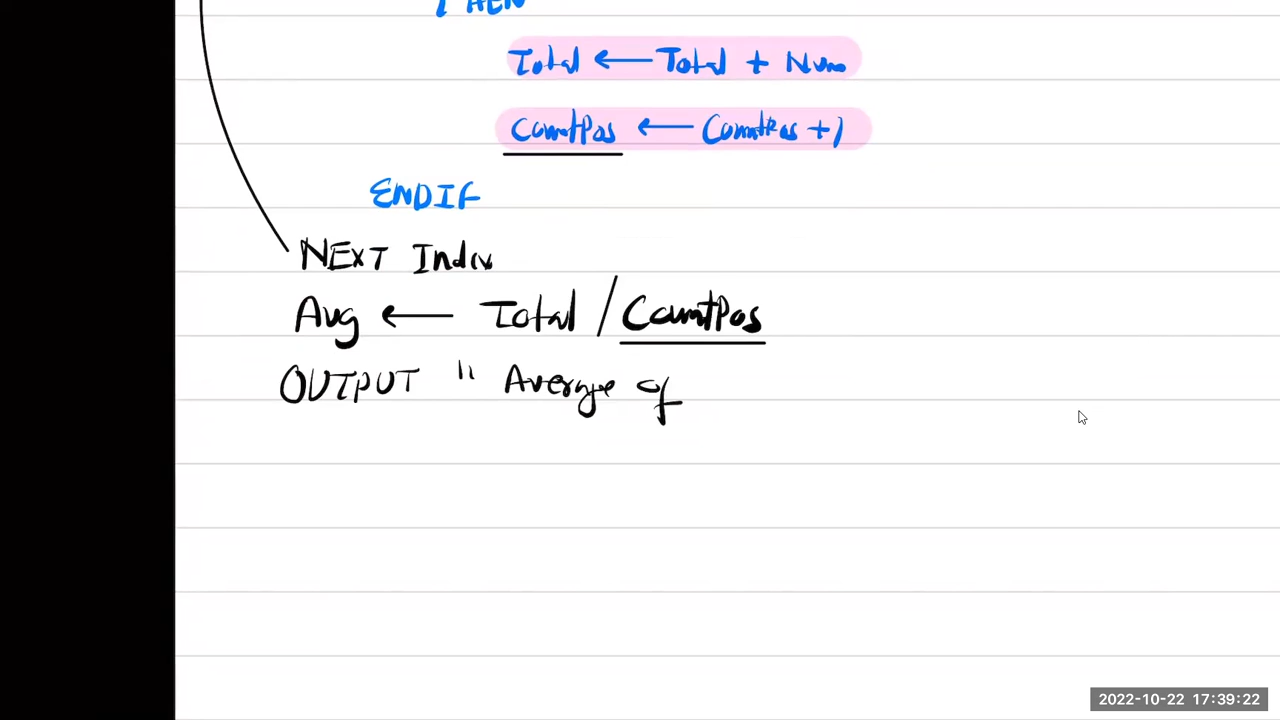 THEN
Total ← Total + Num
CountPos ← CountPos + 1
ENDIF
NEXT Index
Avg ← Total / CountPos
OUTPUT " Average of
2022-10-22 17:39:22